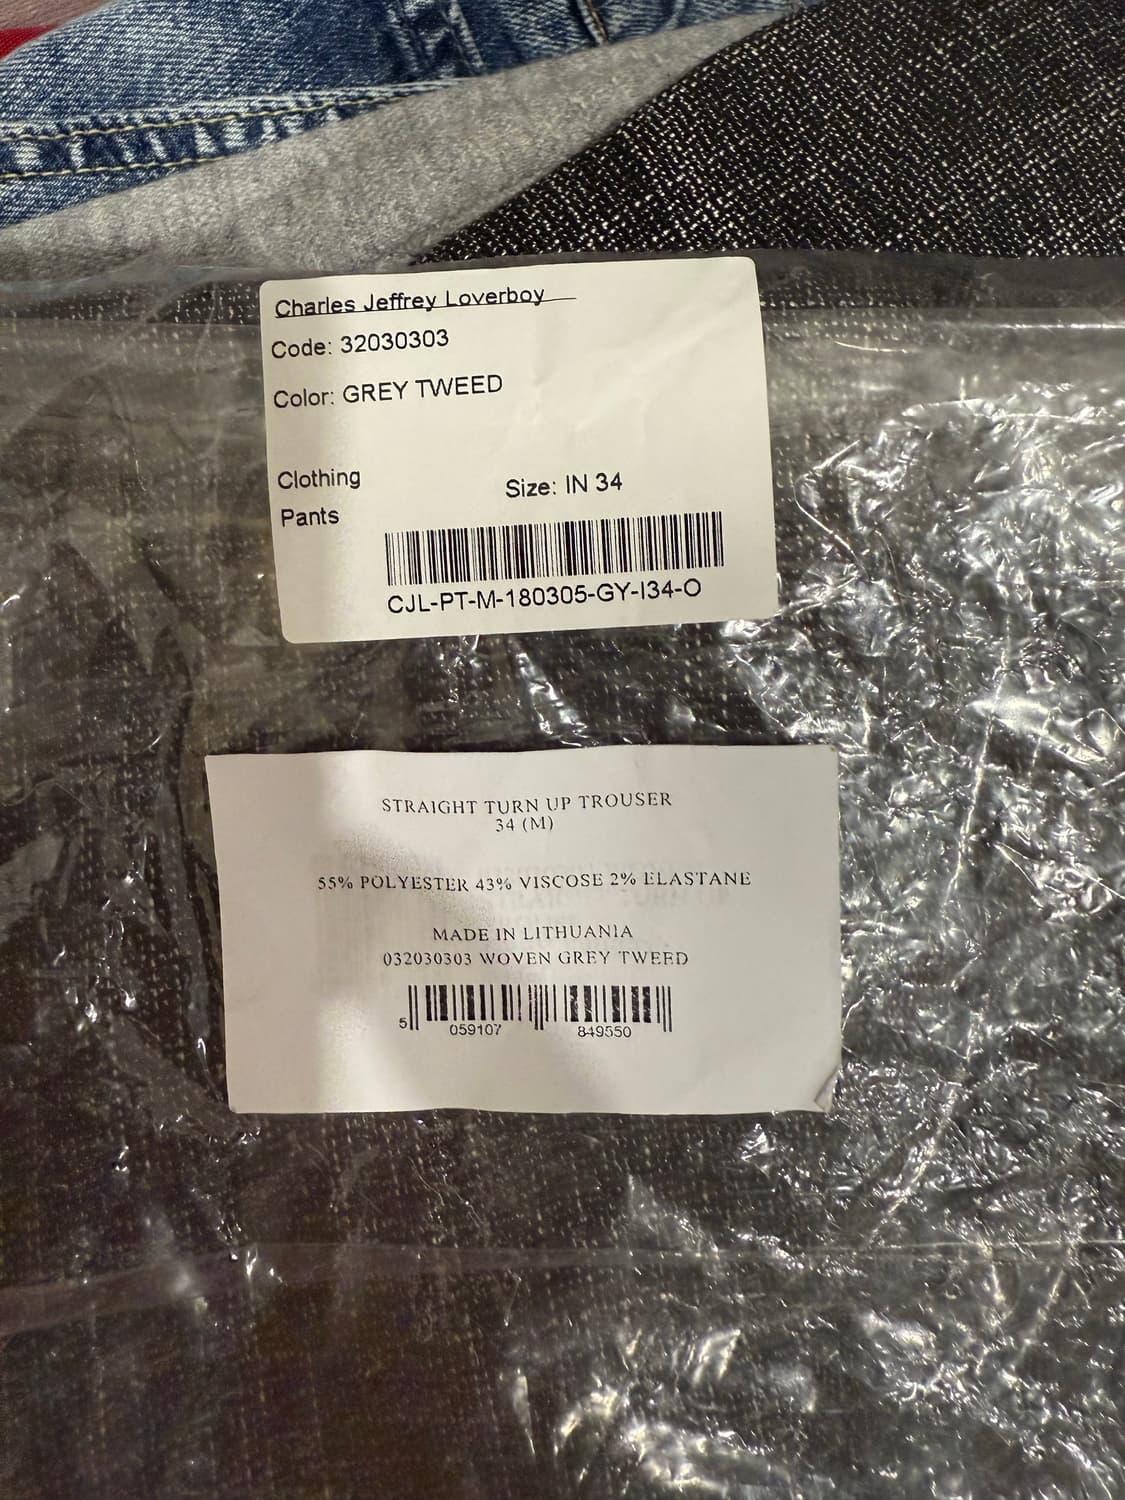 Charles Jeffrey Loverboy
Code: 32030303
Color: GREY TWEED
Clothing
Size: IN 34
Pants
CJL-PT-M-180305-GY-I34-O
STRAIGHT TURN UP TROUSER
34 (M)
55% POLYESTER 43% VISCOSE 2% ELASTANE
MADE IN LITHUANIA
032030303 WOVEN GREY TWEED
5 059107 849550